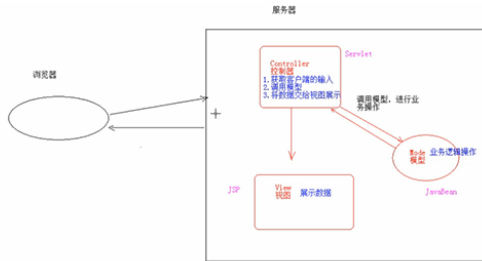 服务器
浏览器
Controller
控制器
1.获取客户端的输入
2.调用模型
3.将数据交给视图展示
Servlet
调用模型,进行业
务操作
Mode
模型
业务逻辑操作
JavaBean
JSP
View
视图
展示数据